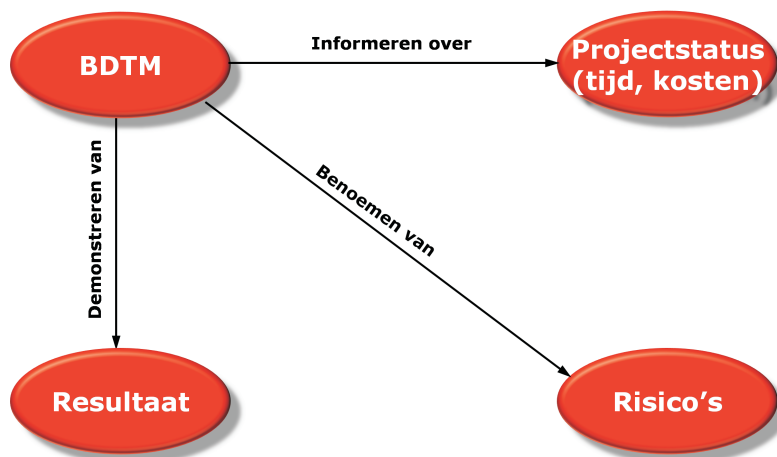 BDTM
Informeren over
Projectstatus
(tijd, kosten)
Demonstreren van
Benoemen van
Resultaat
Risico’s